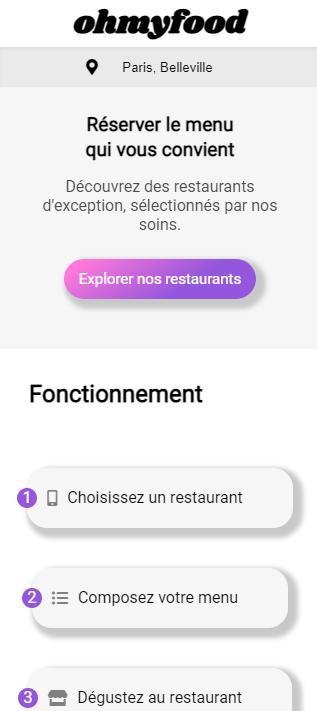 ohmyfood
Paris, Belleville
Réserver le menu
qui vous convient
Découvrez des restaurants
d'exception, sélectionnés par nos
soins.
Explorer nos restaurants
Fonctionnement
1 Choisissez un restaurant
2 Composez votre menu
3 Dégustez au restaurant